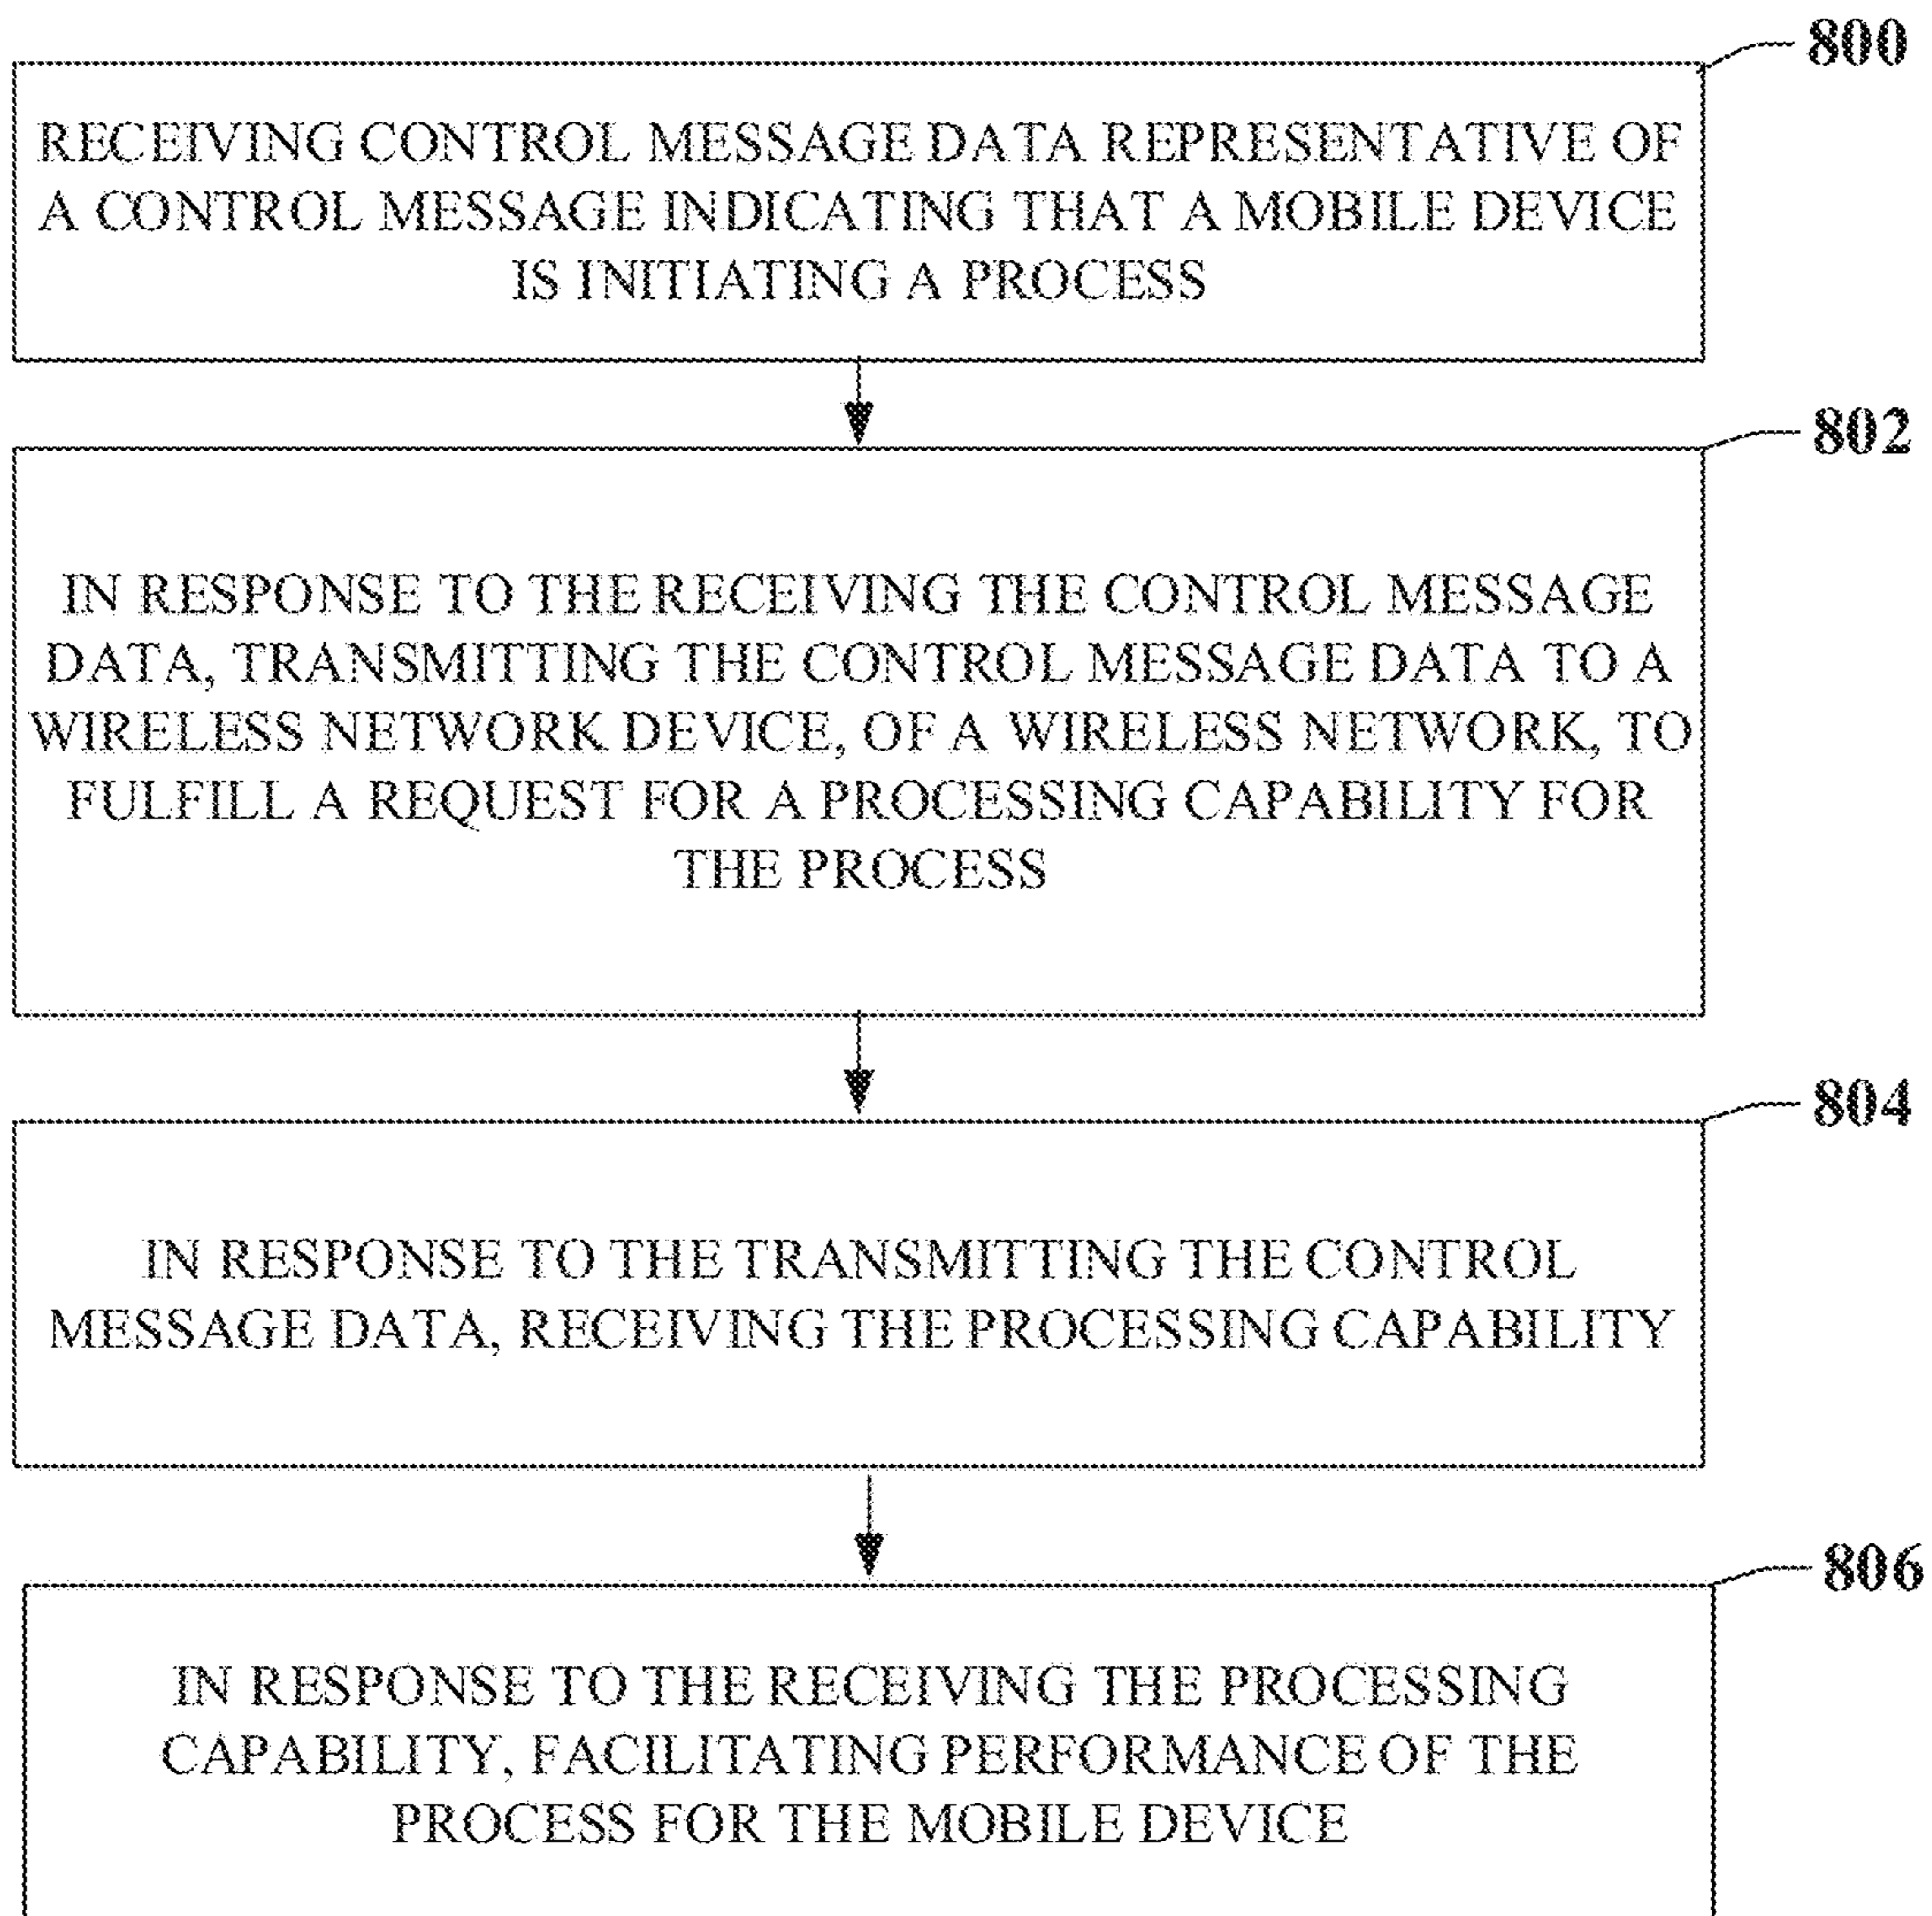 800
RECEIVING CONTROL MESSAGE DATA REPRESENTATIVE OF
A CONTROL MESSAGE INDICATING THAT A MOBILE DEVICE
IS INITIATING A PROCESS
802
IN RESPONSE TO THE RECEIVING THE CONTROL MESSAGE
DATA, TRANSMITTING THE CONTROL MESSAGE DATA TO A
WIRELESS NETWORK DEVICE, OF A WIRELESS NETWORK, TO
FULFILL A REQUEST FOR A PROCESSING CAPABILITY FOR
THE PROCESS
804
IN RESPONSE TO THE TRANSMITTING THE CONTROL
MESSAGE DATA, RECEIVING THE PROCESSING CAPABILITY
806
IN RESPONSE TO THE RECEIVING THE PROCESSING
CAPABILITY, FACILITATING PERFORMANCE OF THE
PROCESS FOR THE MOBILE DEVICE